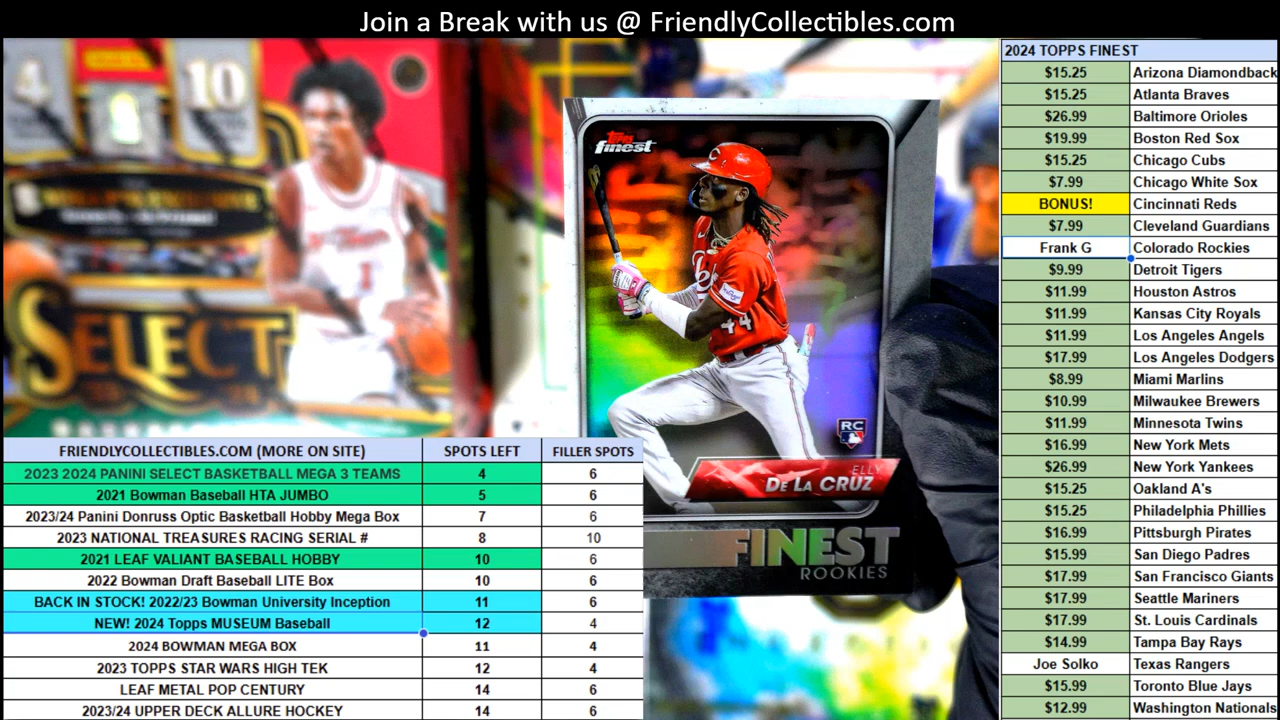 Join a Break with us @ FriendlyCollectibles.com
4
10
SELECT
TOPPS
finest
C
44
RC
ELLY
DE LA CRUZ
FINEST
ROOKIES
FRIENDLYCOLLECTIBLES.COM (MORE ON SITE) SPOTS LEFT FILLER SPOTS
2023 2024 PANINI SELECT BASKETBALL MEGA 3 TEAMS 4 6
2021 Bowman Baseball HTA JUMBO 5 6
2023/24 Panini Donruss Optic Basketball Hobby Mega Box 7 6
2023 NATIONAL TREASURES RACING SERIAL # 8 10
2021 LEAF VALIANT BASEBALL HOBBY 10 6
2022 Bowman Draft Baseball LITE Box 10 6
BACK IN STOCK! 2022/23 Bowman University Inception 11 6
NEW! 2024 Topps MUSEUM Baseball 12 4
2024 BOWMAN MEGA BOX 11 4
2023 TOPPS STAR WARS HIGH TEK 12 4
LEAF METAL POP CENTURY 14 6
2023/24 UPPER DECK ALLURE HOCKEY 14 6
2024 TOPPS FINEST
$15.25 Arizona Diamondback
$15.25 Atlanta Braves
$26.99 Baltimore Orioles
$19.99 Boston Red Sox
$15.25 Chicago Cubs
$7.99 Chicago White Sox
BONUS! Cincinnati Reds
$7.99 Cleveland Guardians
Frank G Colorado Rockies
$9.99 Detroit Tigers
$11.99 Houston Astros
$11.99 Kansas City Royals
$11.99 Los Angeles Angels
$17.99 Los Angeles Dodgers
$8.99 Miami Marlins
$10.99 Milwaukee Brewers
$11.99 Minnesota Twins
$16.99 New York Mets
$26.99 New York Yankees
$15.25 Oakland A's
$15.25 Philadelphia Phillies
$16.99 Pittsburgh Pirates
$15.99 San Diego Padres
$17.99 San Francisco Giants
$17.99 Seattle Mariners
$17.99 St. Louis Cardinals
$14.99 Tampa Bay Rays
Joe Solko Texas Rangers
$15.99 Toronto Blue Jays
$12.99 Washington Nationals